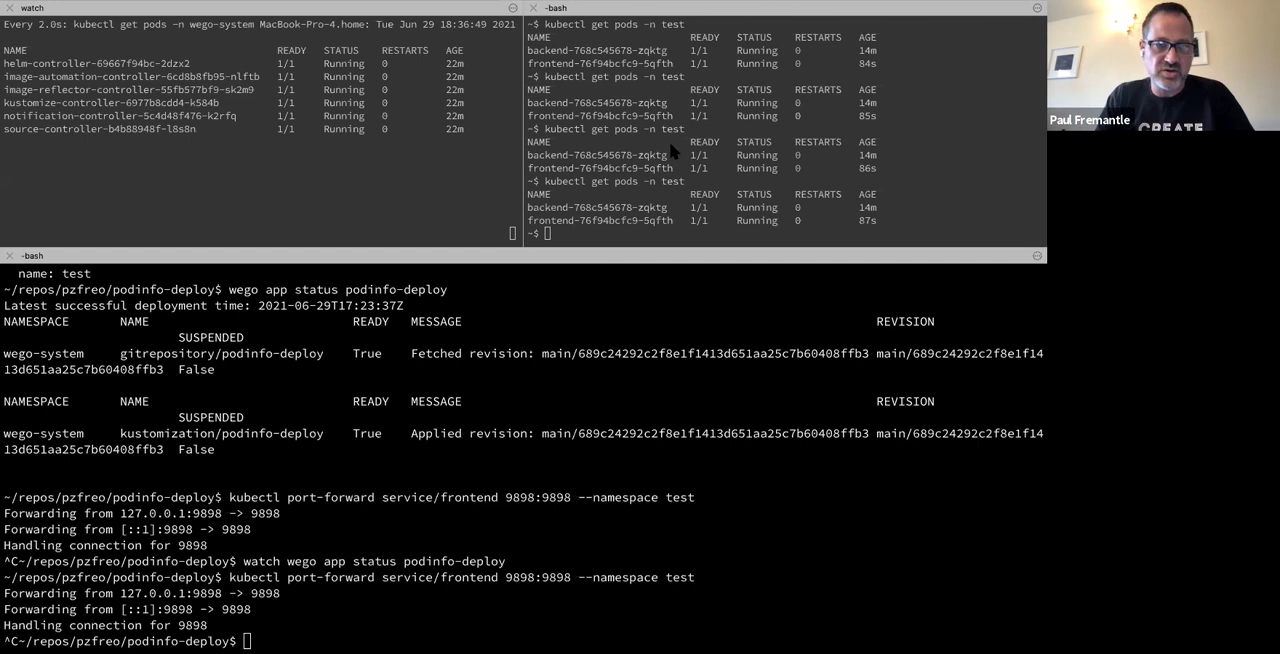 watch
Every 2.0s: kubectl get pods -n wego-system MacBook-Pro-4.home: Tue Jun 29 18:36:49 2021
NAME READY STATUS RESTARTS AGE
helm-controller-69667f94bc-2dzx2 1/1 Running 0 22m
image-automation-controller-6cd8b8fb95-nlftb 1/1 Running 0 22m
image-reflector-controller-55fb577bf9-sk2m9 1/1 Running 0 22m
kustomize-controller-6977b8cdd4-k584b 1/1 Running 0 22m
notification-controller-5c4d48f476-k2rfq 1/1 Running 0 22m
source-controller-b4b88948f-l8s8n 1/1 Running 0 22m
-bash
~$ kubectl get pods -n test
NAME READY STATUS RESTARTS AGE
backend-768c545678-zqktg 1/1 Running 0 14m
frontend-76f94bcfc9-5qfth 1/1 Running 0 84s
~$ kubectl get pods -n test
NAME READY STATUS RESTARTS AGE
backend-768c545678-zqktg 1/1 Running 0 14m
frontend-76f94bcfc9-5qfth 1/1 Running 0 85s
~$ kubectl get pods -n test
NAME READY STATUS RESTARTS AGE
backend-768c545678-zqktg 1/1 Running 0 14m
frontend-76f94bcfc9-5qfth 1/1 Running 0 86s
~$ kubectl get pods -n test
NAME READY STATUS RESTARTS AGE
backend-768c545678-zqktg 1/1 Running 0 14m
frontend-76f94bcfc9-5qfth 1/1 Running 0 87s
~$
CREATE
Paul Fremantle
-bash
name: test
~/repos/pzfreo/podinfo-deploy$ wego app status podinfo-deploy
Latest successful deployment time: 2021-06-29T17:23:37Z
NAMESPACE NAME READY MESSAGE REVISION
SUSPENDED
wego-system gitrepository/podinfo-deploy True Fetched revision: main/689c24292c2f8e1f1413d651aa25c7b60408ffb3 main/689c24292c2f8e1f14
13d651aa25c7b60408ffb3 False
NAMESPACE NAME READY MESSAGE REVISION
SUSPENDED
wego-system kustomization/podinfo-deploy True Applied revision: main/689c24292c2f8e1f1413d651aa25c7b60408ffb3 main/689c24292c2f8e1f14
13d651aa25c7b60408ffb3 False
~/repos/pzfreo/podinfo-deploy$ kubectl port-forward service/frontend 9898:9898 --namespace test
Forwarding from 127.0.0.1:9898 -> 9898
Forwarding from [::1]:9898 -> 9898
Handling connection for 9898
^C~/repos/pzfreo/podinfo-deploy$ watch wego app status podinfo-deploy
~/repos/pzfreo/podinfo-deploy$ kubectl port-forward service/frontend 9898:9898 --namespace test
Forwarding from 127.0.0.1:9898 -> 9898
Forwarding from [::1]:9898 -> 9898
Handling connection for 9898
^C~/repos/pzfreo/podinfo-deploy$